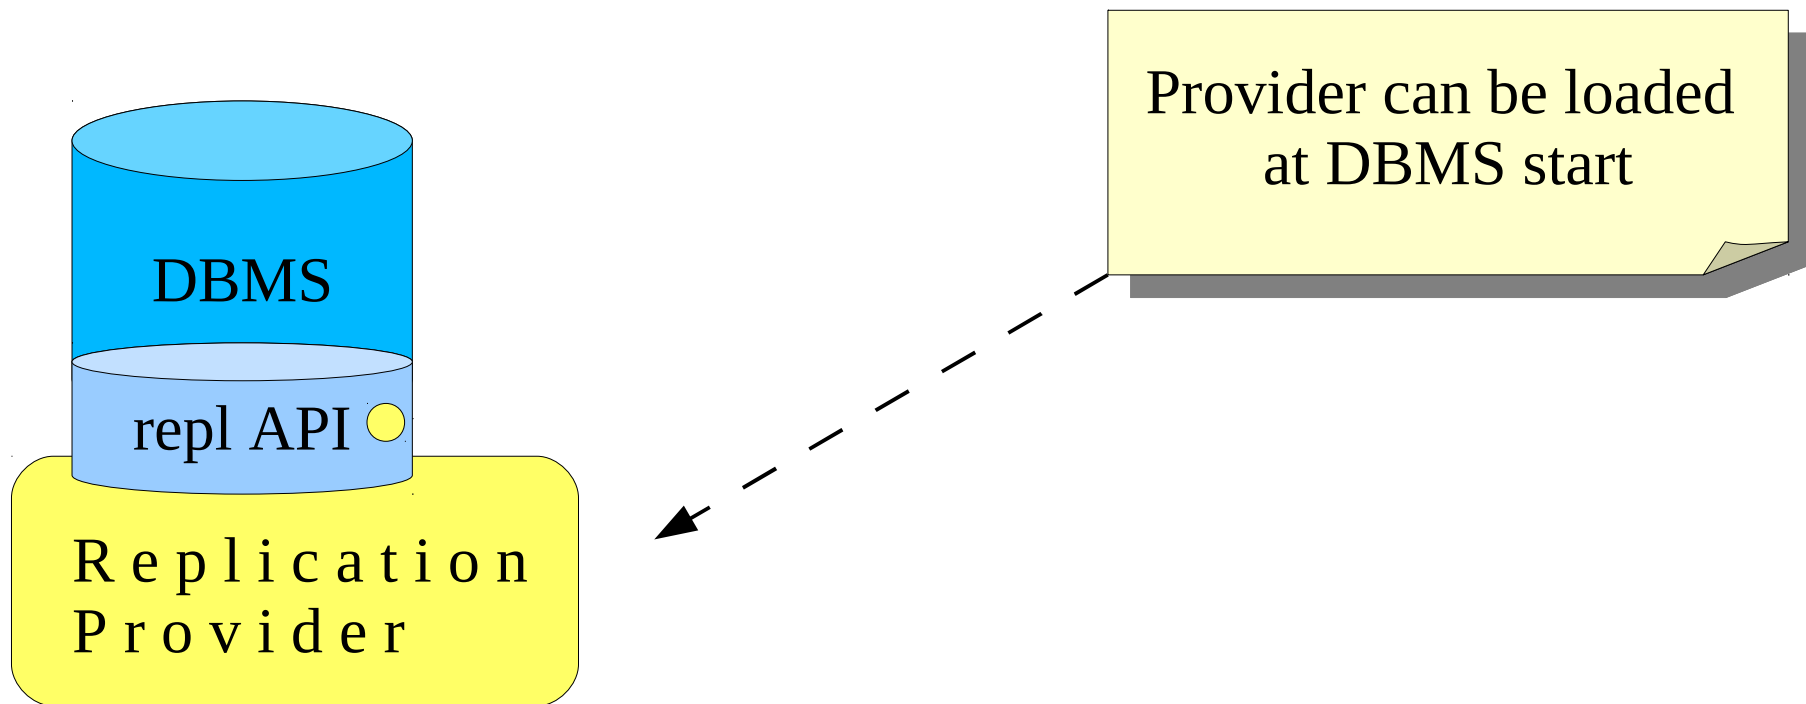 Provider can be loaded
at DBMS start
DBMS
repl API
Replication
Provider